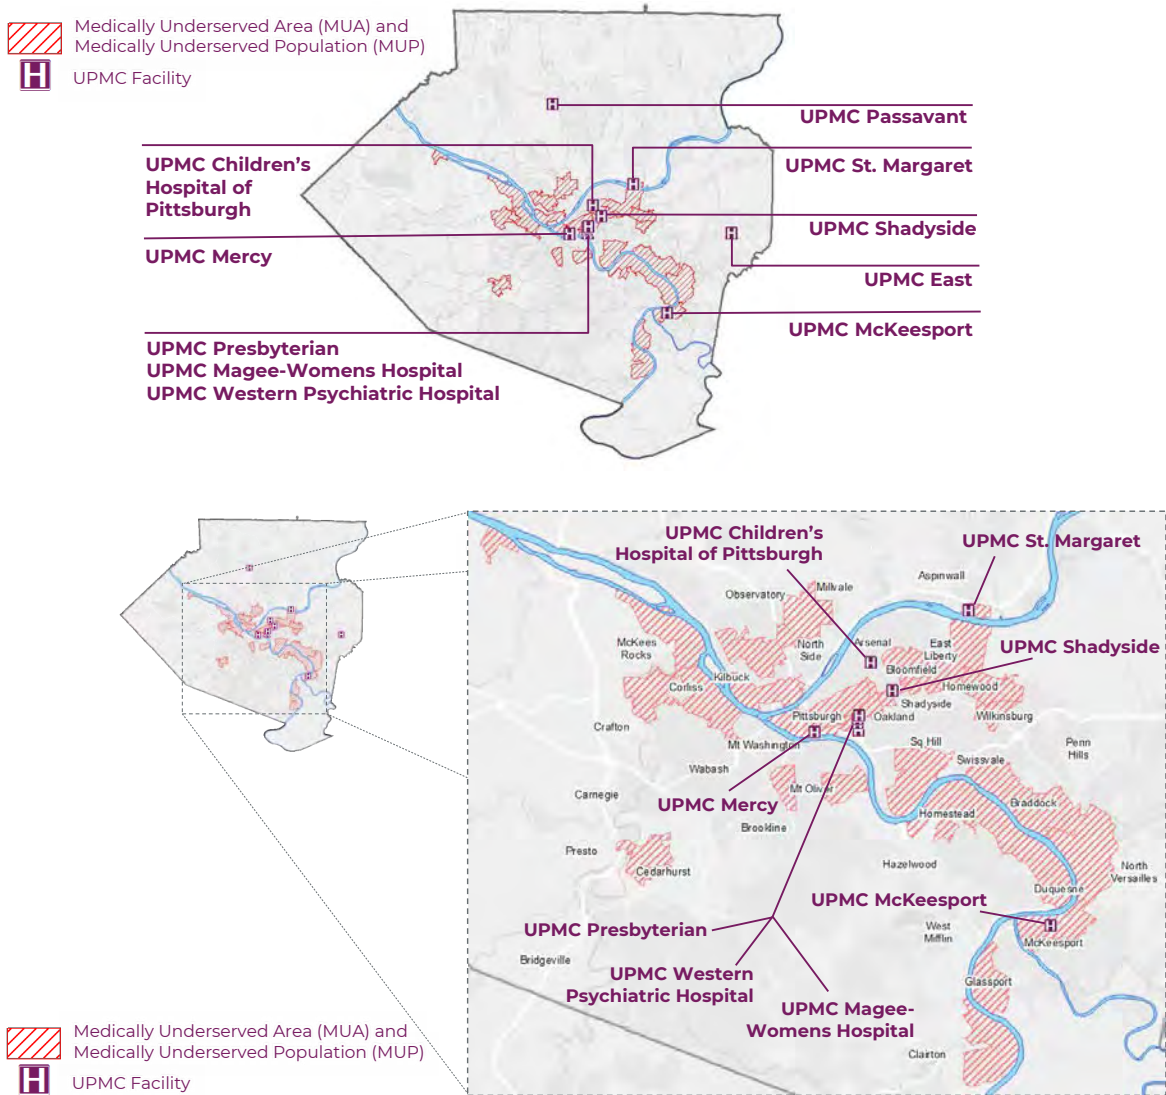 Medically Underserved Area (MUA) and
Medically Underserved Population (MUP)
H UPMC Facility
UPMC Passavant
UPMC Children's
Hospital of
Pittsburgh
UPMC St. Margaret
UPMC Shadyside
UPMC Mercy
UPMC East
UPMC McKeesport
UPMC Presbyterian
UPMC Magee-Womens Hospital
UPMC Western Psychiatric Hospital
UPMC Children's
Hospital of Pittsburgh
UPMC St. Margaret
Aspinwall
Millvale
Observatory
McKees
Rocks
North
Side
Arsenal
East
Liberty
UPMC Shadyside
Bloomfield
Kilbuck
Corliss
Homewood
Shadyside
Pittsburgh
Oakland
Wilkinsburg
Crafton
Mt Washington
Sq Hill
Penn
Hills
Swissvale
Wabash
Carnegie
Mt Oliver
UPMC Mercy
Braddock
Homestead
Brookline
Presto
Cedarhurst
Hazelwood
North
Versailles
Duquesne
UPMC McKeesport
UPMC Presbyterian
West
Mifflin
McKeesport
Bridgeville
UPMC Western
Psychiatric Hospital
Glassport
UPMC Magee-
Womens Hospital
Clairton
Medically Underserved Area (MUA) and
Medically Underserved Population (MUP)
H UPMC Facility